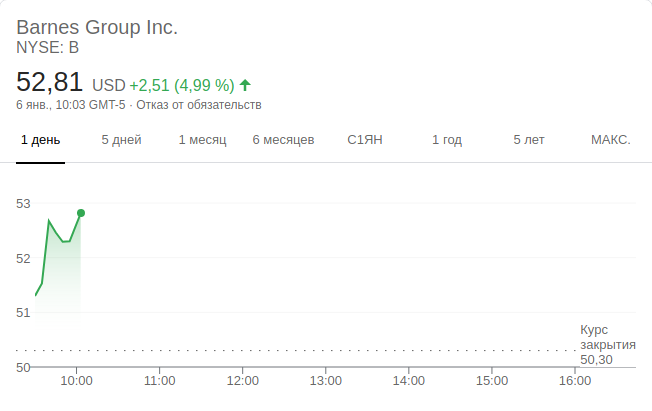 Barnes Group Inc.
NYSE: B
52,81 USD +2,51 (4,99 %)
6 янв., 10:03 GMT-5 · Отказ от обязательств
1 день 5 дней 1 месяц 6 месяцев С1ЯН 1 год 5 лет МАКС.
53
52
51
50
Курс
закрытия
50,30
10:00 11:00 12:00 13:00 14:00 15:00 16:00